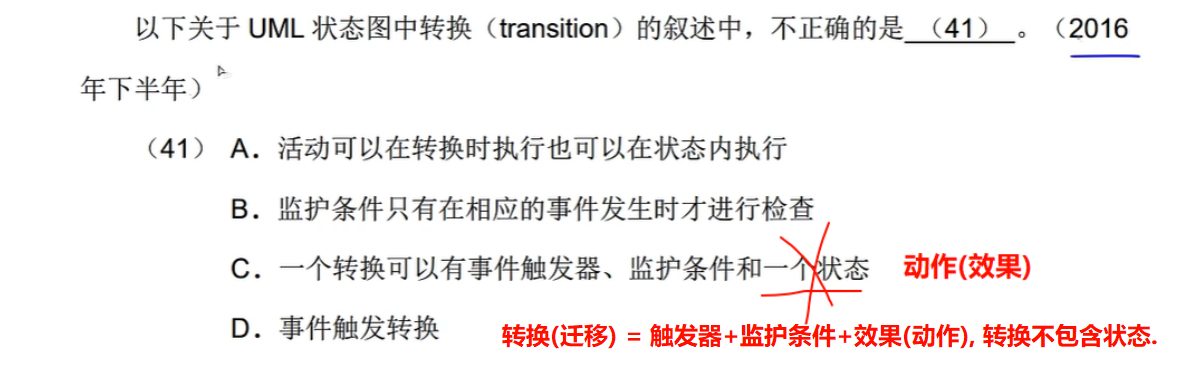 以下关于 UML 状态图中转换（transition）的叙述中，不正确的是 （41） 。（2016
年下半年）
（41） A．活动可以在转换时执行也可以在状态内执行
B．监护条件只有在相应的事件发生时才进行检查
C．一个转换可以有事件触发器、监护条件和一个状态 动作(效果)
D．事件触发转换 转换(迁移) = 触发器+监护条件+效果(动作), 转换不包含状态.